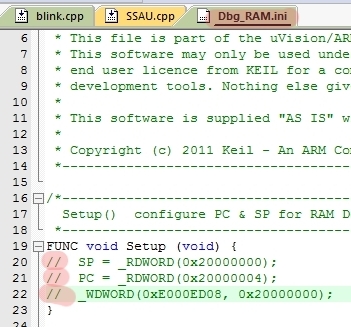 blink.cpp SSAU.cpp Dbg_RAM.ini
6 * This file is part of the uVision/AR
7 * This software may only be used unde
8 * end user licence from KEIL for a co
9 * development tools. Nothing else giv
10 *
11 * This software is supplied "AS IS" w
12 *
13 * Copyright (c) 2011 Keil - An ARM Co
14 *-----------------------------------
15
16 /*-----------------------------------
17 Setup() configure PC & SP for RAM D
18 *-----------------------------------
19 FUNC void Setup (void) {
20 // SP = _RDWORD(0x20000000);
21 // PC = _RDWORD(0x20000004);
22 // _WDWORD(0xE000ED08, 0x20000000);
23 }